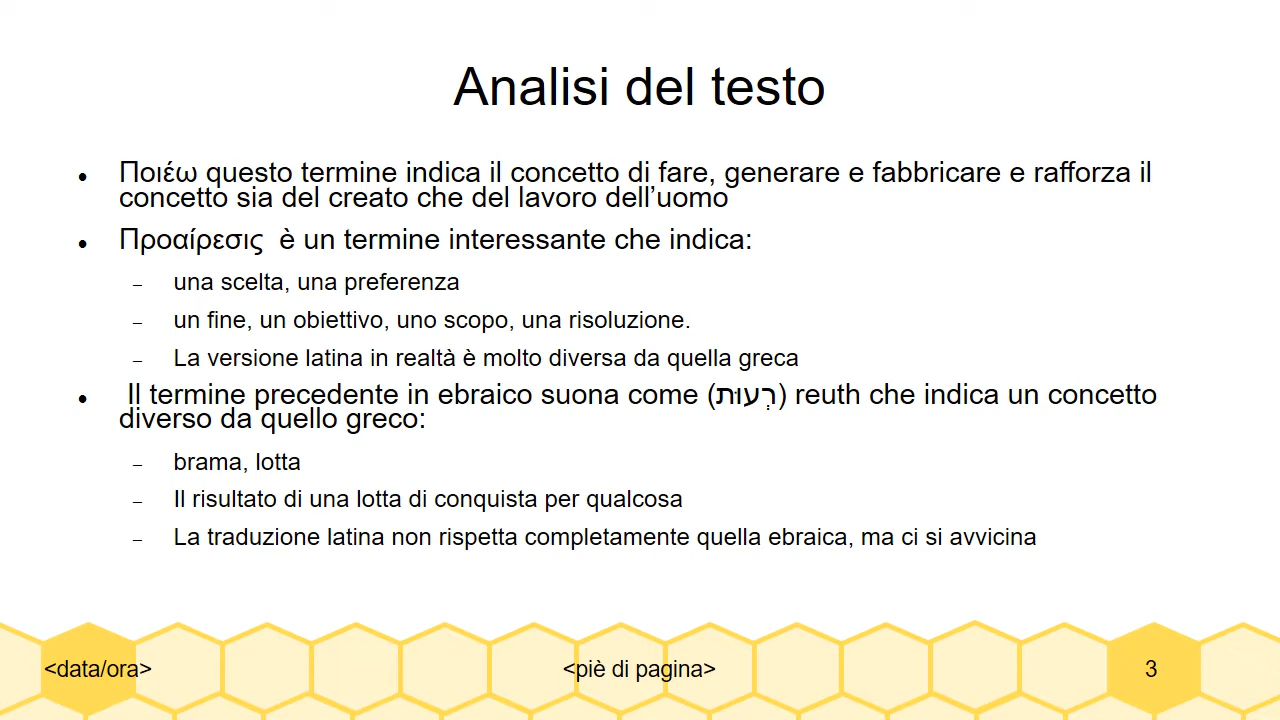 Analisi del testo
● Ποιέω questo termine indica il concetto di fare, generare e fabbricare e rafforza il
concetto sia del creato che del lavoro dell’uomo
● Προαίρεσις è un termine interessante che indica:
– una scelta, una preferenza
– un fine, un obiettivo, uno scopo, una risoluzione.
– La versione latina in realtà è molto diversa da quella greca
● Il termine precedente in ebraico suona come (רְעוּת) reuth che indica un concetto
diverso da quello greco:
– brama, lotta
– Il risultato di una lotta di conquista per qualcosa
– La traduzione latina non rispetta completamente quella ebraica, ma ci si avvicina
<data/ora> <piè di pagina> 3